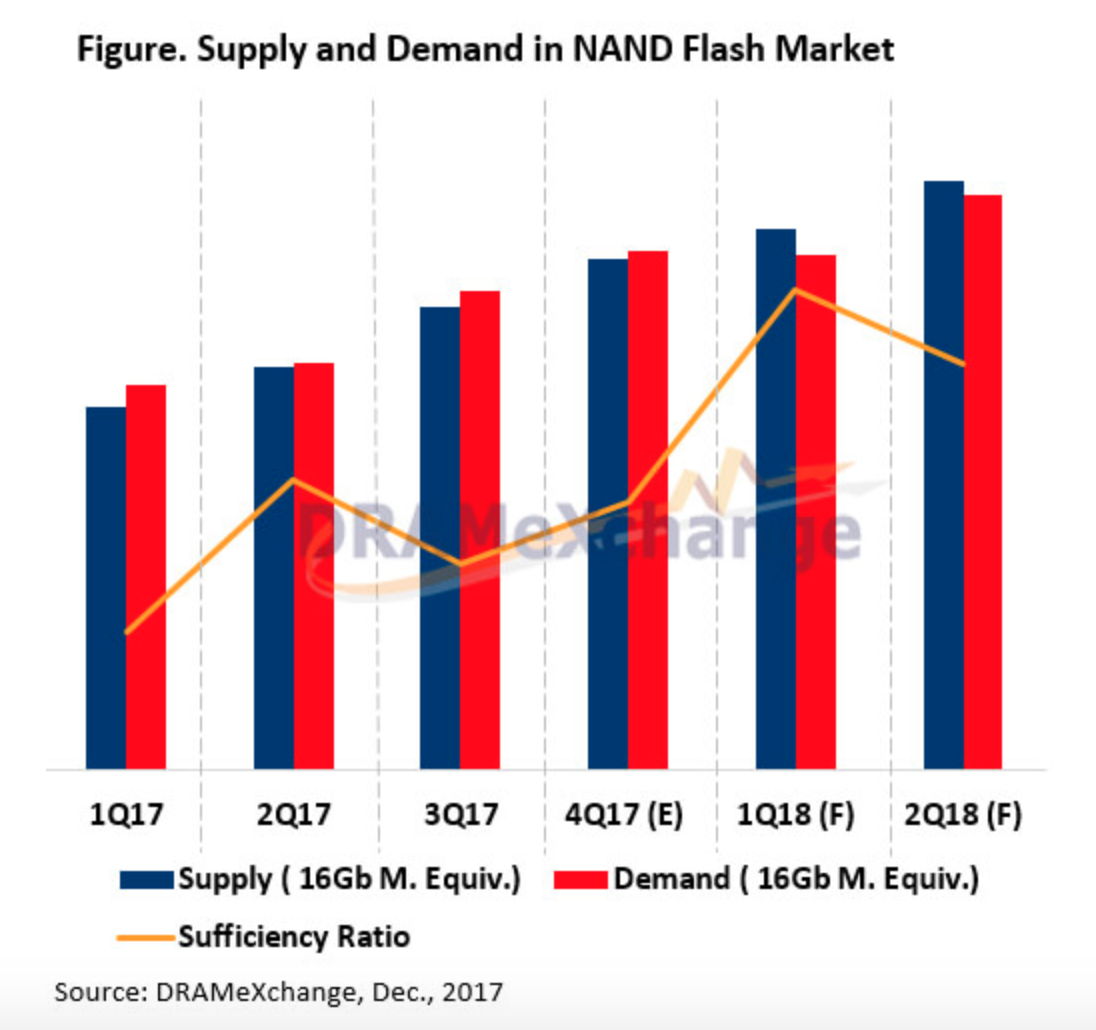 Figure. Supply and Demand in NAND Flash Market
DRAMeXchange
1Q17
2Q17
3Q17
4Q17 (E)
1Q18 (F)
2Q18 (F)
Supply ( 16Gb M. Equiv.)
Demand ( 16Gb M. Equiv.)
Sufficiency Ratio
Source: DRAMeXchange, Dec., 2017